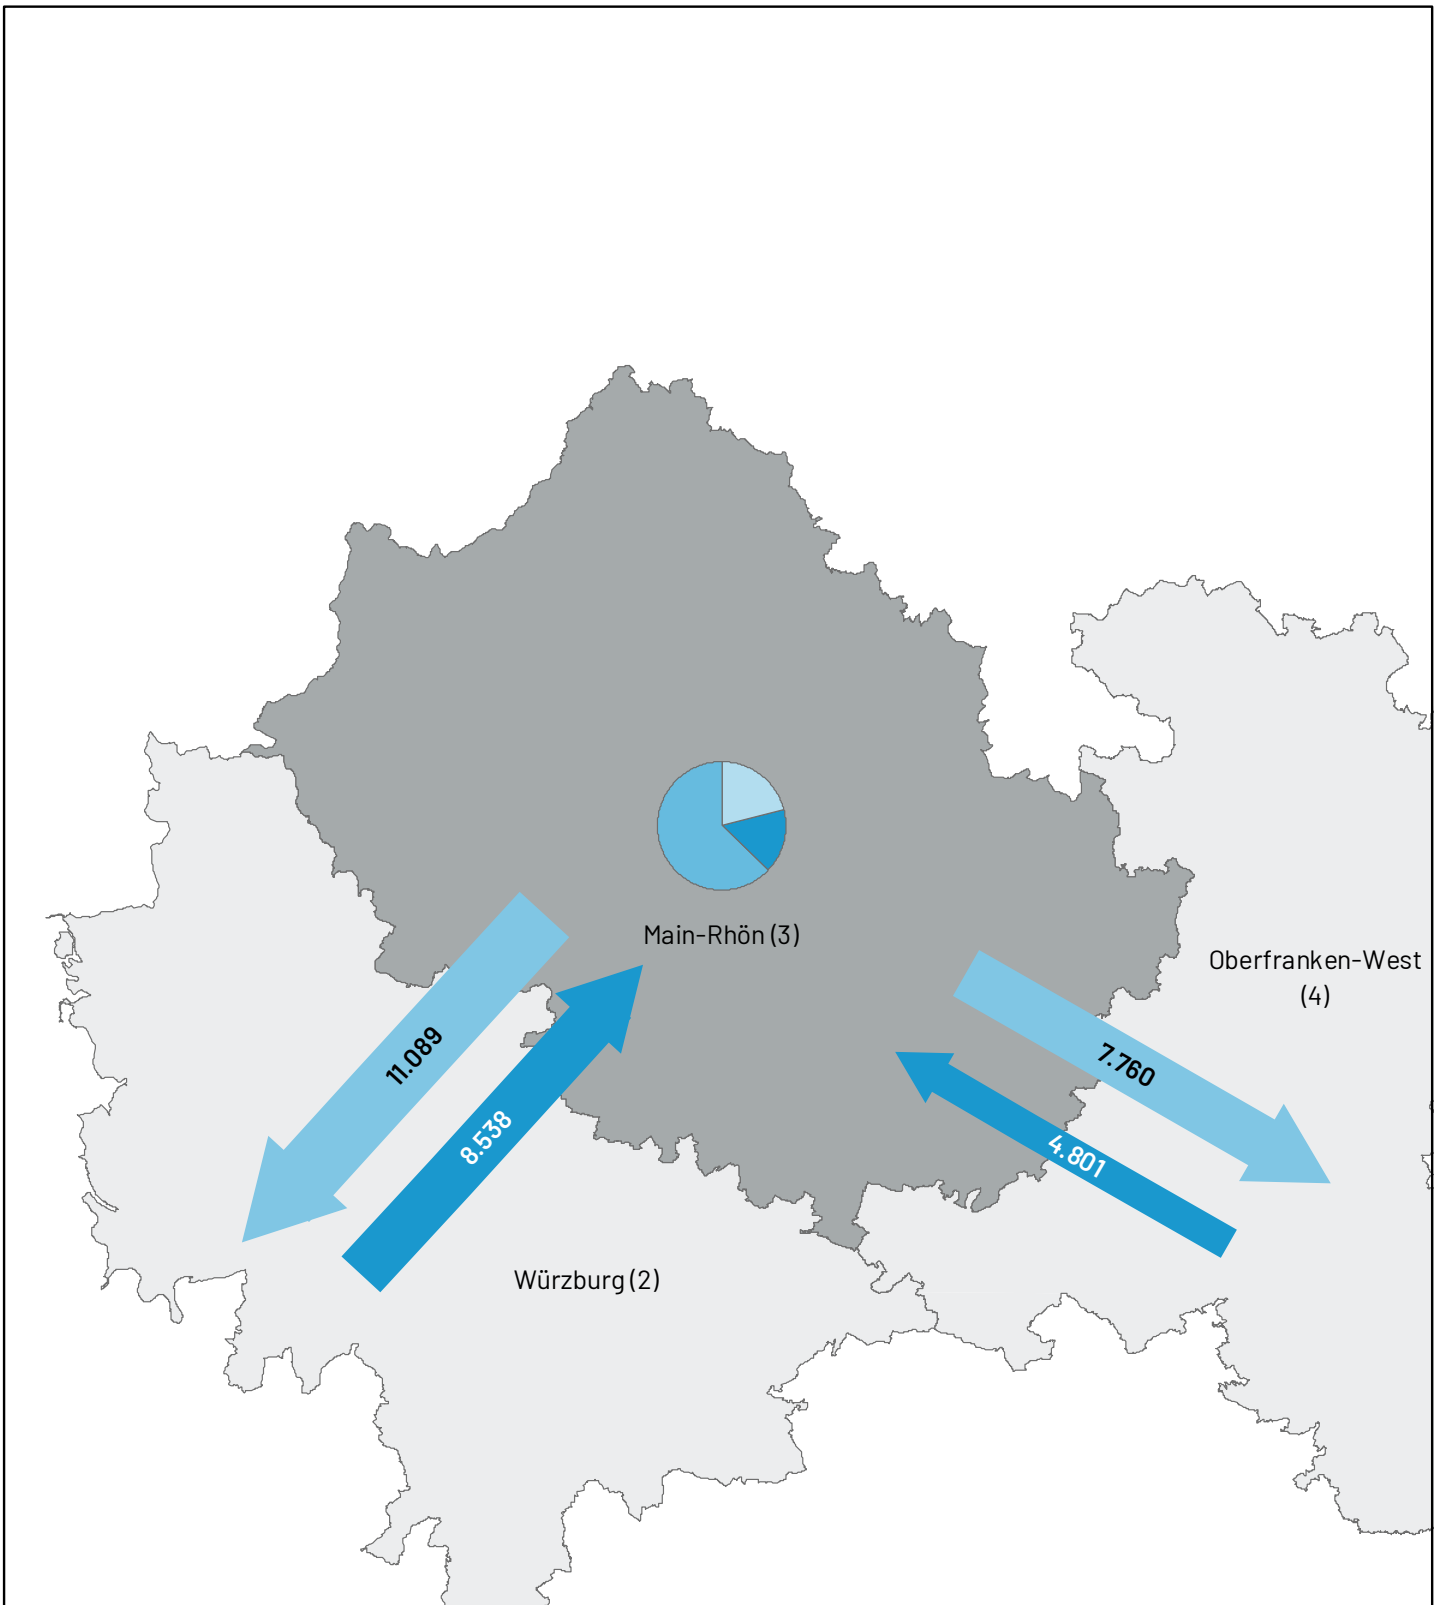 Main-Rhön (3)
Oberfranken-West
(4)
11.089
7.760
8.538
4.801
Würzburg (2)